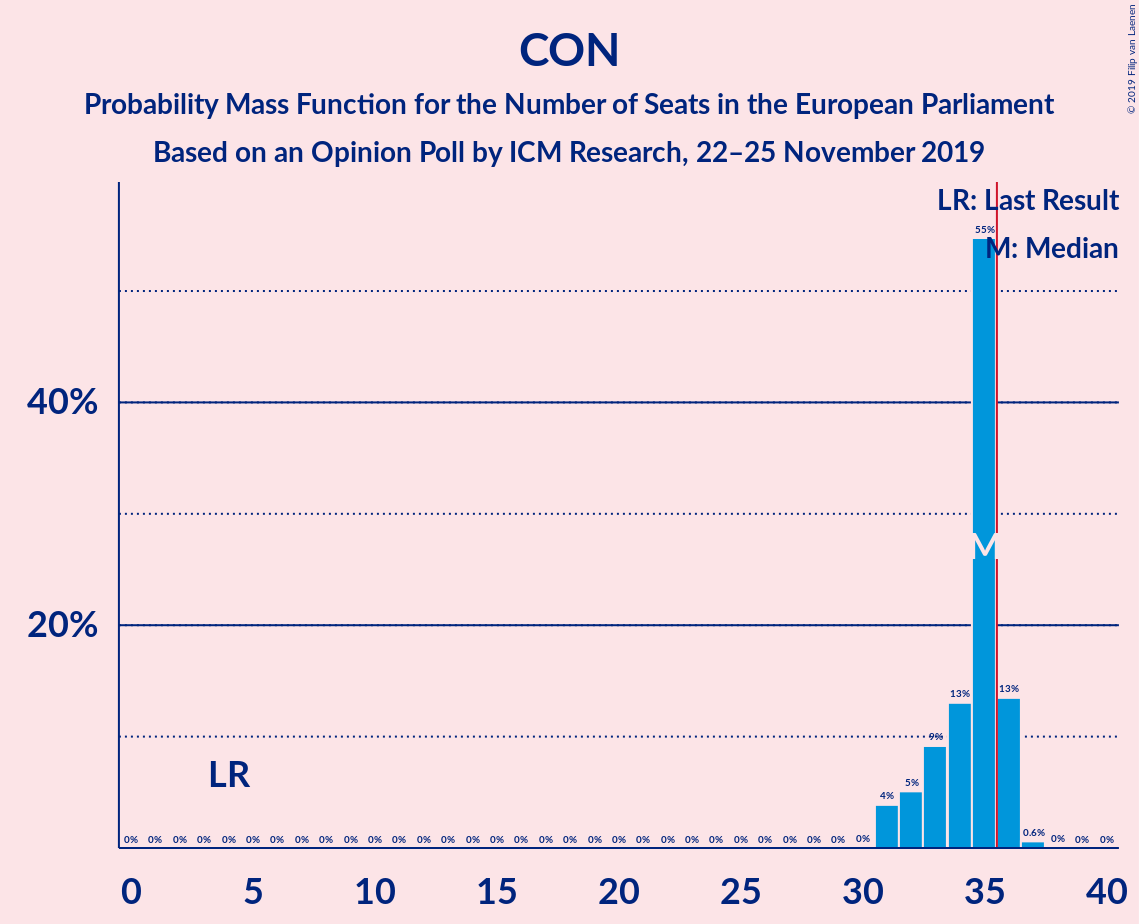 CON
Probability Mass Function for the Number of Seats in the European Parliament
Based on an Opinion Poll by ICM Research, 22–25 November 2019
© 2019 Filip van Laenen
LR: Last Result
M: Median
55%
40%
M
20%
13%
13%
9%
5%
4%
0.6%
LR
0% 0% 0% 0% 0% 0% 0% 0% 0% 0% 0% 0% 0% 0% 0% 0% 0% 0% 0% 0% 0% 0% 0% 0% 0% 0% 0% 0% 0% 0% 0% 0% 0% 0%
0 5 10 15 20 25 30 35 40